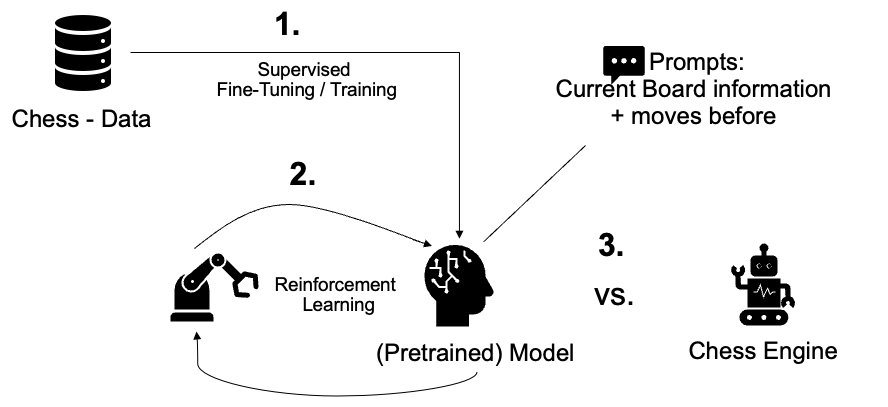 1.
Supervised
Fine-Tuning / Training
Chess - Data
Prompts:
Current Board information
+ moves before
2.
Reinforcement
Learning
(Pretrained) Model
3.
vs.
Chess Engine